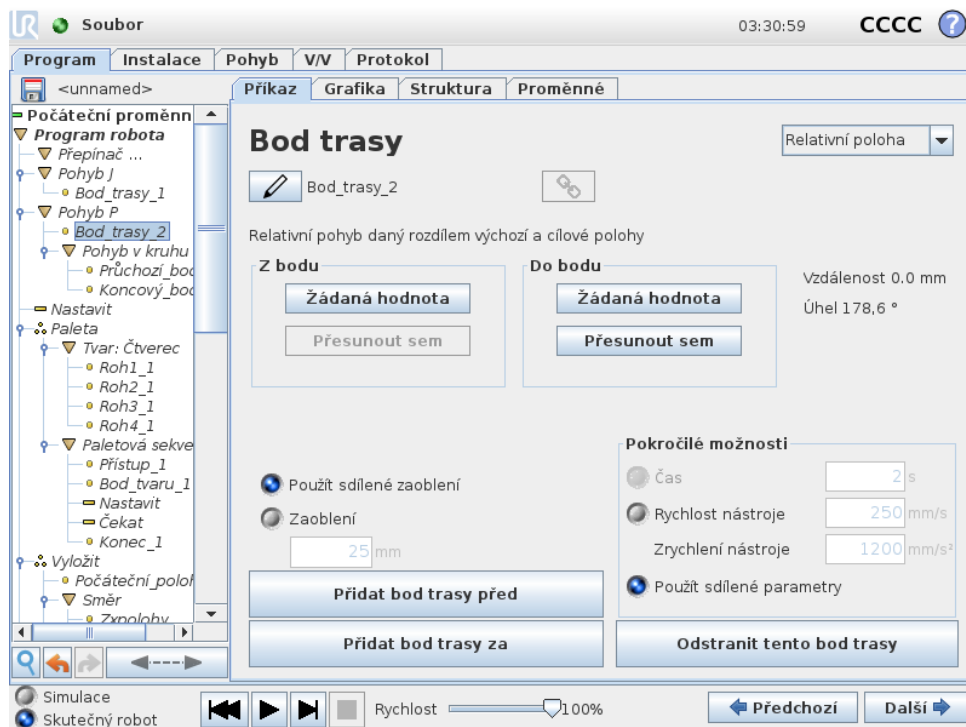 UR Soubor 03:30:59 CCCC ?
Program Instalace Pohyb V/V Protokol
<unnamed>
Příkaz Grafika Struktura Proměnné
Počáteční proměnn
Program robota
Přepínač ...
Pohyb J
Bod_trasy_1
Pohyb P
Bod_trasy_2
Pohyb v kruhu
Průchozí_bod
Koncový_bod
Nastavit
Paleta
Tvar: Čtverec
Roh1_1
Roh2_1
Roh3_1
Roh4_1
Paletová sekve
Přístup_1
Bod_tvaru_1
Nastavit
Čekat
Konec_1
Vyložit
Počáteční_poloh
Směr
Zxpolohy
Bod trasy
Relativní poloha
Bod_trasy_2
Relativní pohyb daný rozdílem výchozí a cílové polohy
Z bodu
Žádaná hodnota
Přesunout sem
Do bodu
Žádaná hodnota
Přesunout sem
Vzdálenost 0.0 mm
Úhel 178,6 °
Použít sdílené zaoblení
Zaoblení
25 mm
Pokročilé možnosti
Čas 2 s
Rychlost nástroje 250 mm/s
Zrychlení nástroje 1200 mm/s²
Použít sdílené parametry
Přidat bod trasy před
Přidat bod trasy za
Odstranit tento bod trasy
Simulace
Skutečný robot
Rychlost 100%
Předchozí
Další